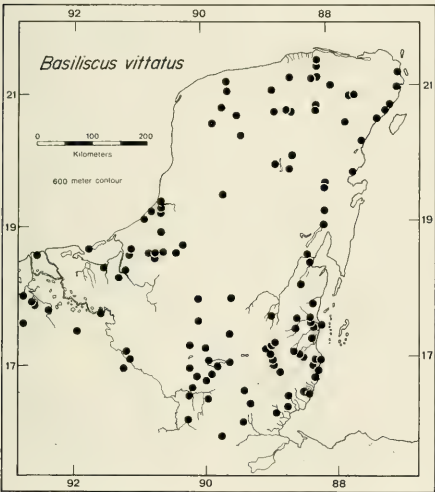 92 90 88
Basiliscus vittatus
21 21
0 100 200
Kilometers
600 meter contour
19 19
17 17
92 90 88